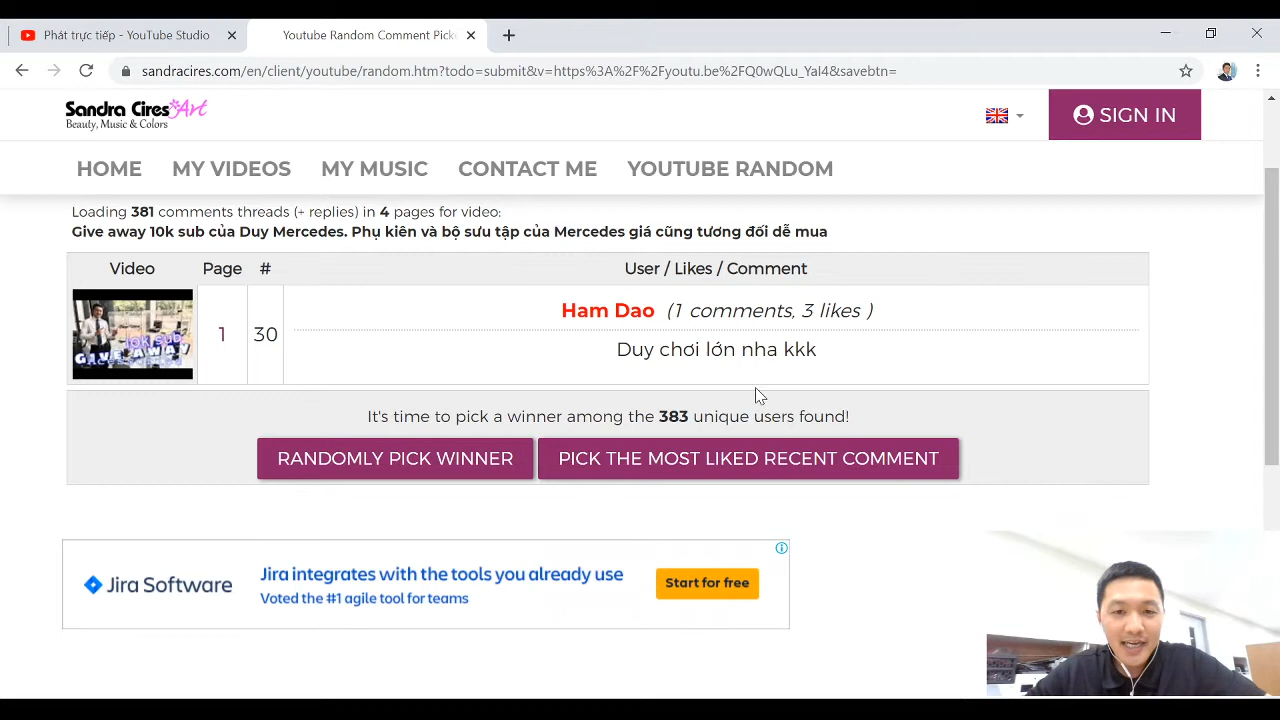 Phát trực tiếp - YouTube Studio
Youtube Random Comment Picke
sandracires.com/en/client/youtube/random.htm?todo=submit&v=https%3A%2F%2Fyoutu.be%2FQ0wQLu_YaI4&savebtn=
Sandra Cires Art
Beauty, Music & Colors
SIGN IN
HOME MY VIDEOS MY MUSIC CONTACT ME YOUTUBE RANDOM
Loading 381 comments threads (+ replies) in 4 pages for video:
Give away 10k sub của Duy Mercedes. Phụ kiên và bộ sưu tập của Mercedes giá cũng tương đối dễ mua
Video Page # User / Likes / Comment
10k sub
GIVE AWAY
1 30
Ham Dao (1 comments, 3 likes )
Duy chơi lớn nha kkk
It's time to pick a winner among the 383 unique users found!
RANDOMLY PICK WINNER PICK THE MOST LIKED RECENT COMMENT
Jira Software
Jira integrates with the tools you already use
Voted the #1 agile tool for teams
Start for free